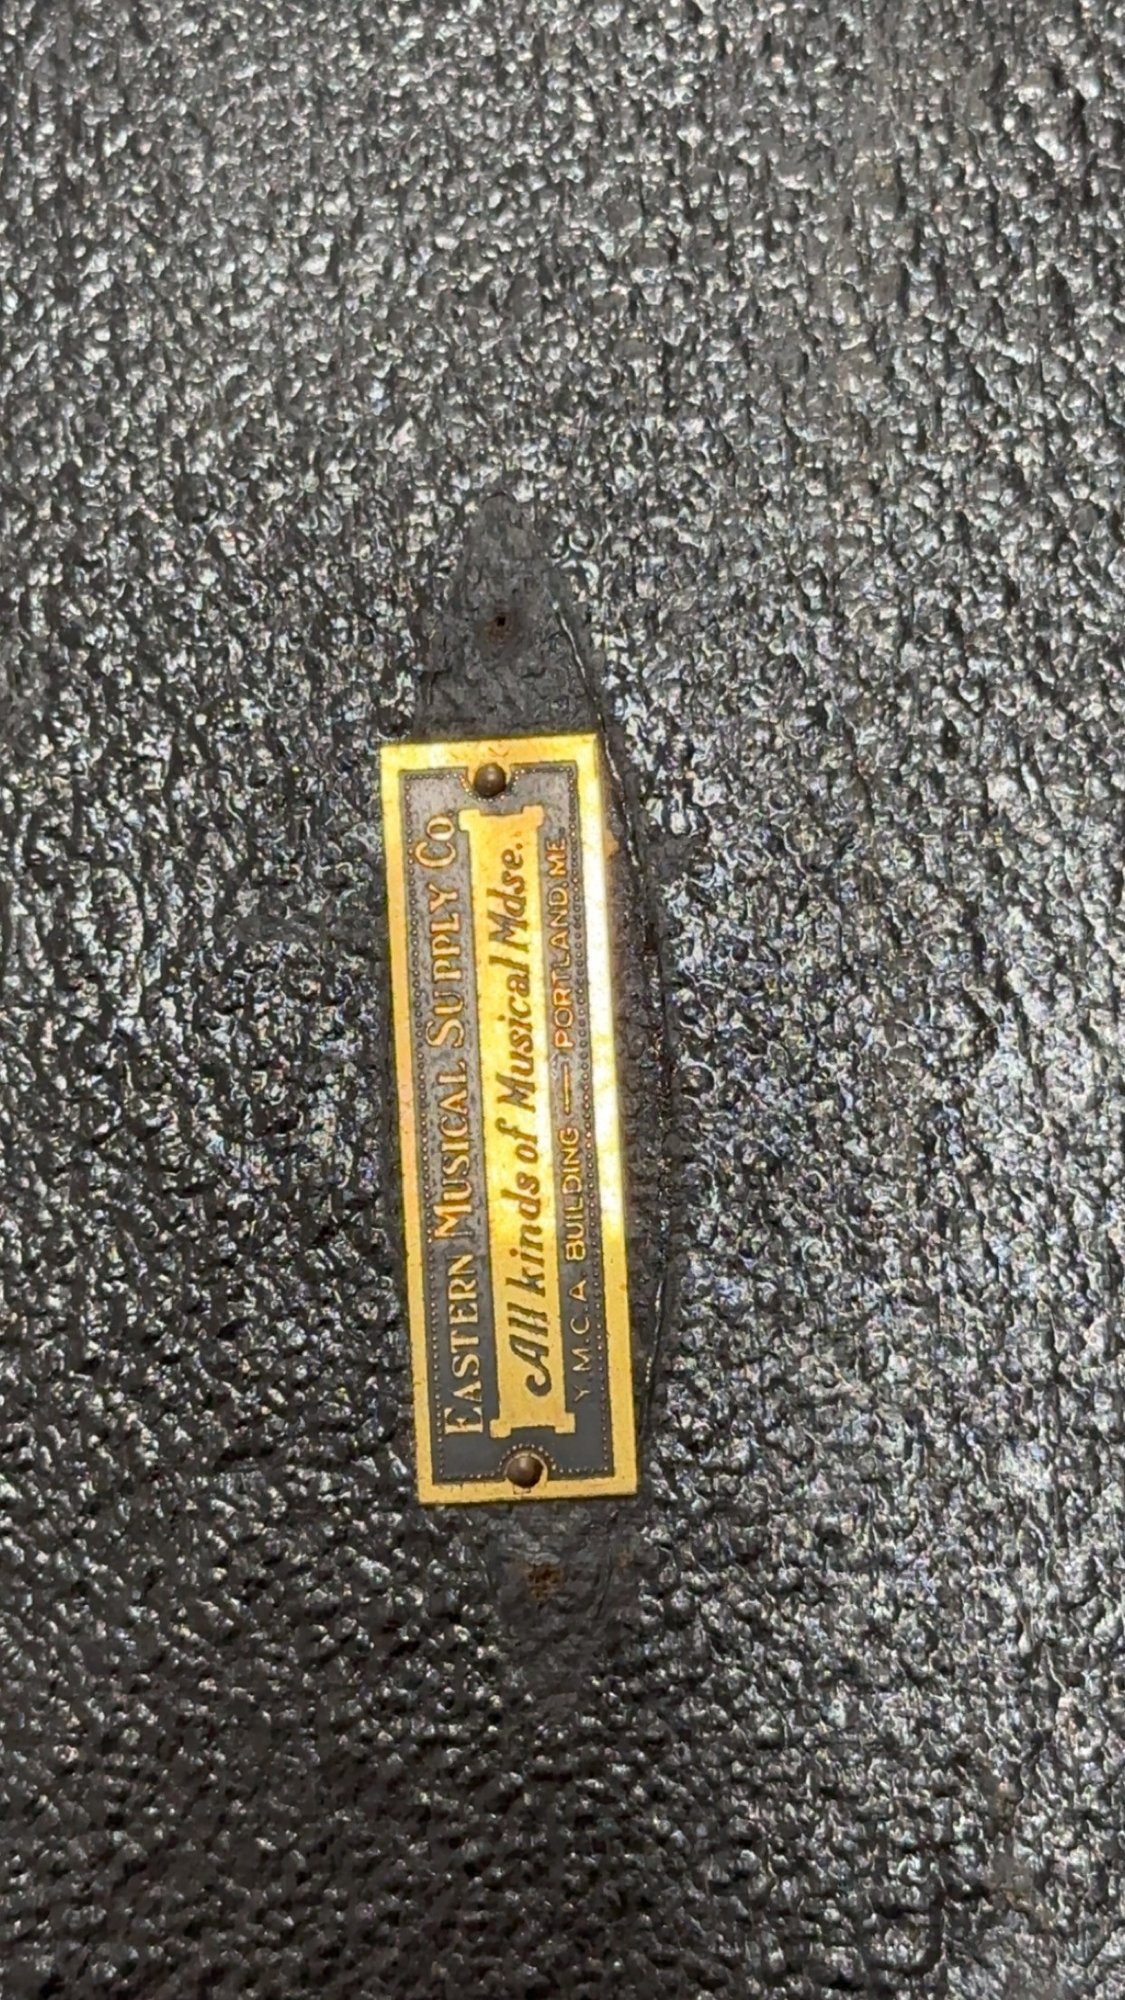 EASTERN MUSICAL SUPPLY CO
All kinds of Musical Mdse.
Y.M.C.A. BUILDING — PORTLAND, ME